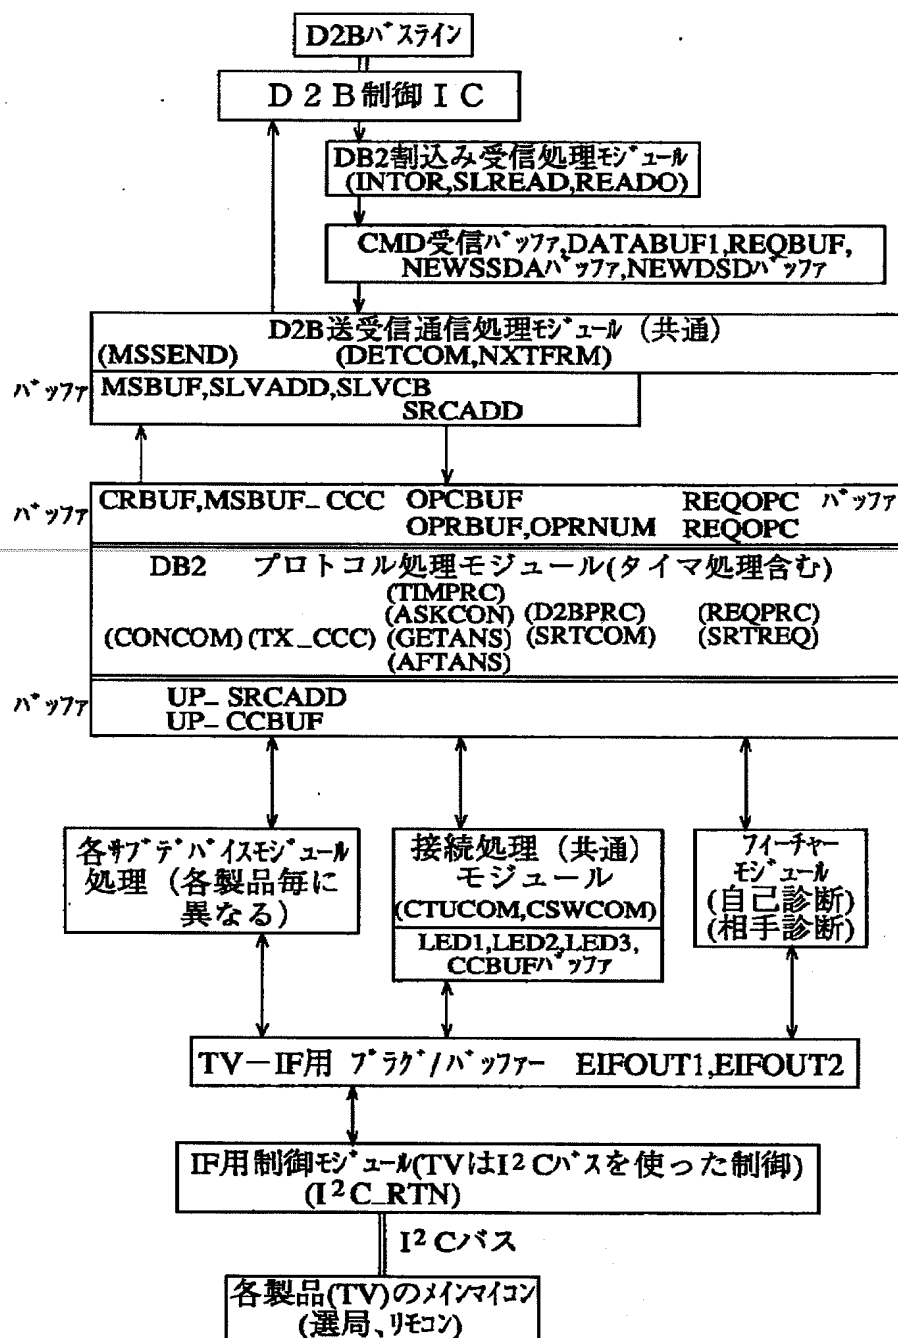 D2Bバスライン
D2B制御IC
DB2割込み受信処理モジュール
(INTOR,SLREAD,READO)
CMD受信バッファ,DATABUF1,REQBUF,
NEWSSDAバッファ,NEWDSDバッファ
D2B送受信通信処理モジュール (共通)
(MSSEND) (DETCOM,NXTFRM)
バッファ MSBUF,SLVADD,SLVCB
SRCADD
バッファ CRBUF,MSBUF_CCC OPCBUF REQOPC バッファ
OPRBUF,OPRNUM REQOPC
DB2 プロトコル処理モジュール(タイマ処理含む)
(TIMPRC)
(ASKCON) (D2BPRC) (REQPRC)
(CONCOM) (TX_CCC) (GETANS) (SRTCOM) (SRTREQ)
(AFTANS)
バッファ UP_SRCADD
UP_CCBUF
各サブデバイスモジュール
処理 (各製品毎に
異なる)
接続処理 (共通)
モジュール
(CTUCOM,CSWCOM)
LED1,LED2,LED3,
CCBUFバッファ
フィーチャー
モジュール
(自己診断)
(相手診断)
TV-IF用 プラグ/バッファー EIFOUT1,EIFOUT2
IF用制御モジュール(TVはI²Cバスを使った制御)
(I²C_RTN)
I²Cバス
各製品(TV)のメインマイコン
(選局、リモコン)